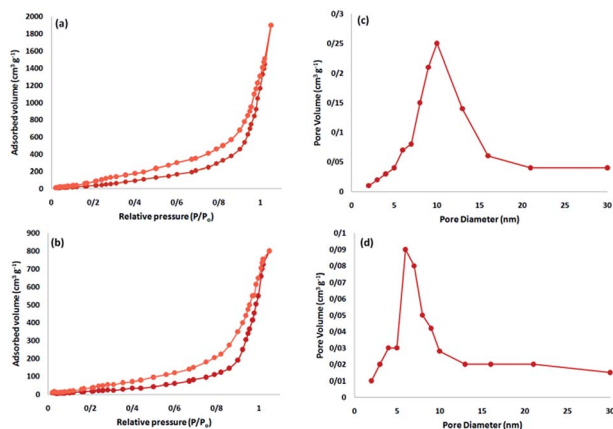 (a)
Adsorbed volume (cm³ g⁻¹)
2000
1800
1600
1400
1200
1000
800
600
400
200
0
0 0/2 0/4 0/6 0/8 1
Relative pressure (P/P₀)
(c)
Pore Volume (cm³ g⁻¹)
0/3
0/25
0/2
0/15
0/1
0/05
0
0 5 10 15 20 25 30
Pore Diameter (nm)
(b)
Adsorbed volume (cm³ g⁻¹)
900
800
700
600
500
400
300
200
100
0
0 0/2 0/4 0/6 0/8 1
Relative pressure (P/P₀)
(d)
Pore Volume (cm³ g⁻¹)
0/1
0/09
0/08
0/07
0/06
0/05
0/04
0/03
0/02
0/01
0
0 5 10 15 20 25 30
Pore Diameter (nm)